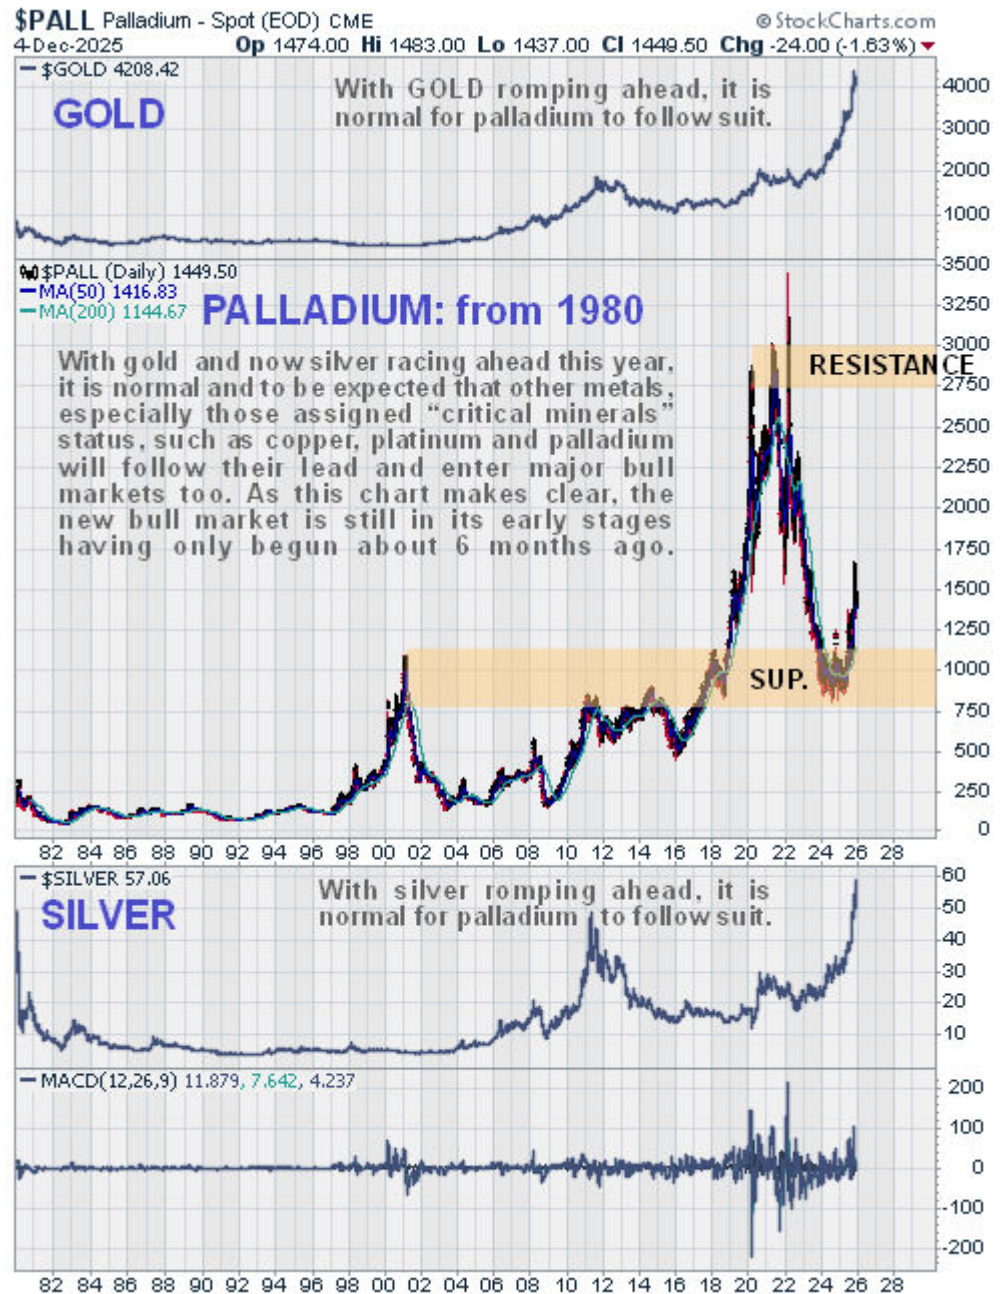 $PALL Palladium - Spot (EOD) CME © StockCharts.com
4-Dec-2025 Op 1474.00 Hi 1483.00 Lo 1437.00 Cl 1449.50 Chg -24.00 (-1.63%)
$GOLD 4208.42
GOLD
With GOLD romping ahead, it is
normal for palladium to follow suit.
4000
3000
2000
1000
$PALL (Daily) 1449.50
MA(50) 1416.83
MA(200) 1144.67
PALLADIUM: from 1980
With gold and now silver racing ahead this year,
it is normal and to be expected that other metals,
especially those assigned “critical minerals”
status, such as copper, platinum and palladium
will follow their lead and enter major bull
markets too. As this chart makes clear, the
new bull market is still in its early stages
having only begun about 6 months ago.
RESISTANCE
SUP.
3500
3250
3000
2750
2500
2250
2000
1750
1500
1250
1000
750
500
250
0
82 84 86 88 90 92 94 96 98 00 02 04 06 08 10 12 14 16 18 20 22 24 26 28
$SILVER 57.06
SILVER
With silver romping ahead, it is
normal for palladium to follow suit.
60
50
40
30
20
10
MACD(12,26,9) 11.879, 7.642, 4.237
200
100
0
-100
-200
82 84 86 88 90 92 94 96 98 00 02 04 06 08 10 12 14 16 18 20 22 24 26 28